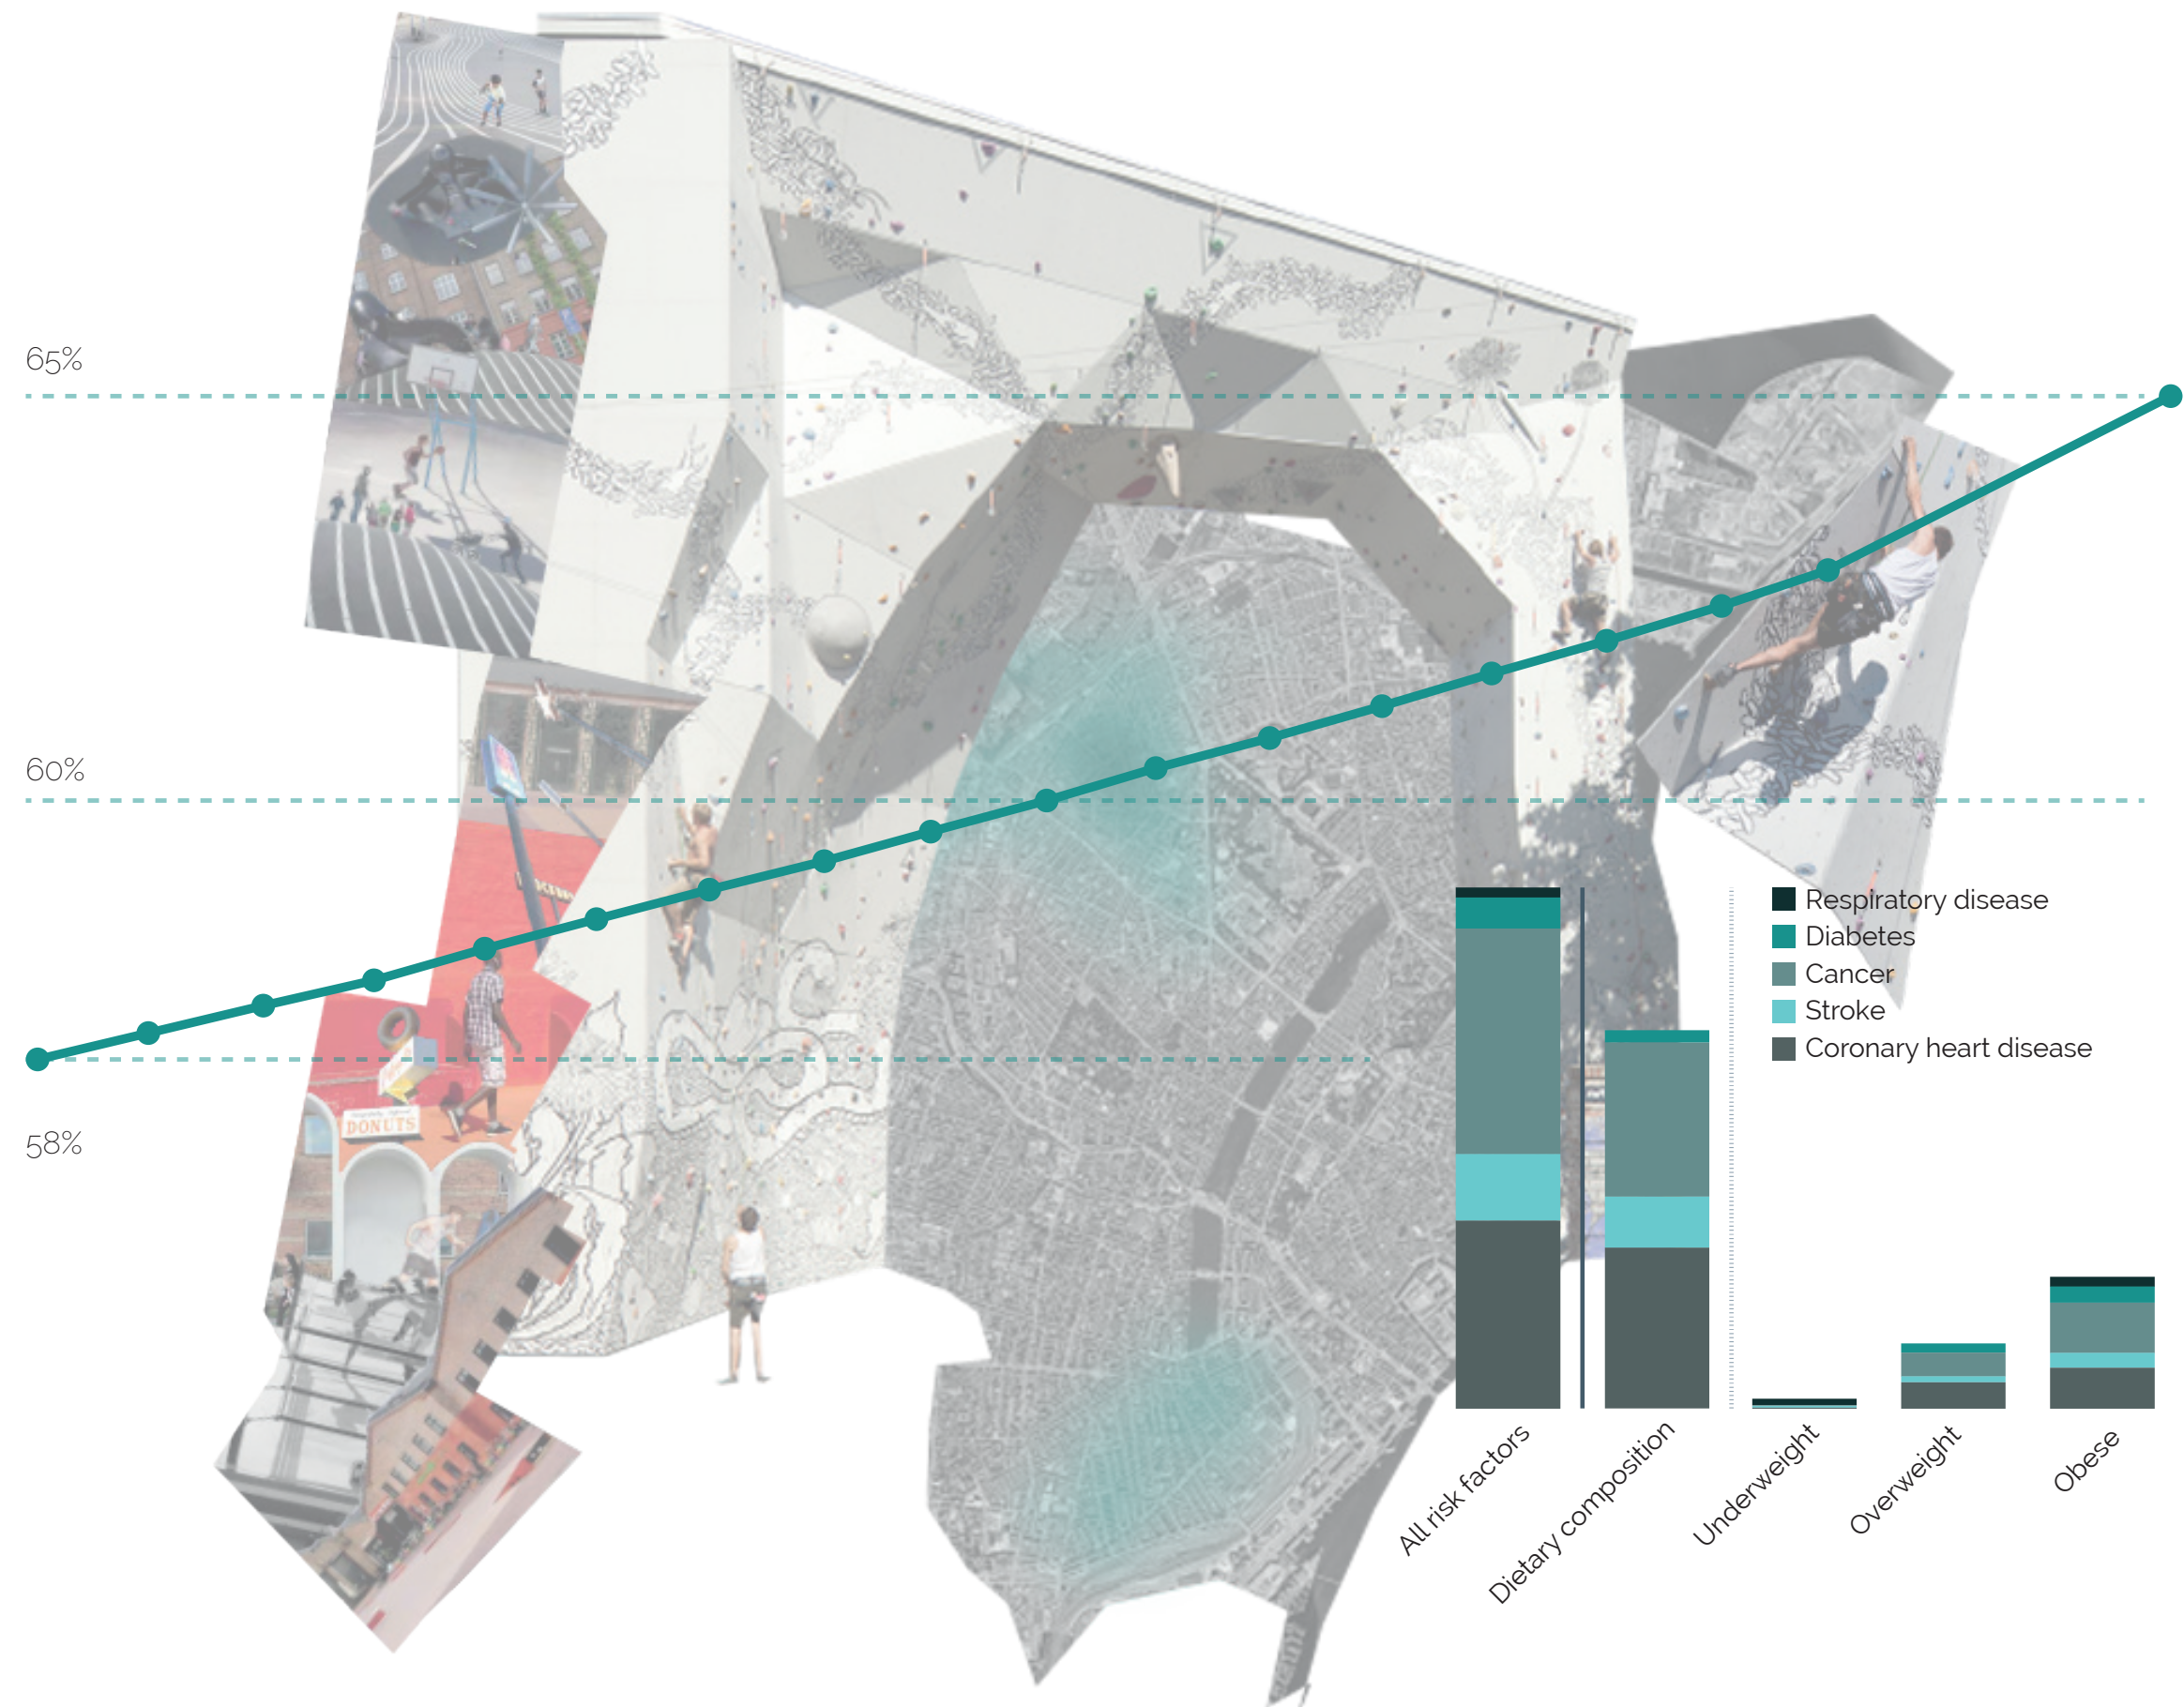 65%
60%
58%
DONUTS
Respiratory disease
Diabetes
Cancer
Stroke
Coronary heart disease
All risk factors
Dietary composition
Underweight
Overweight
Obese